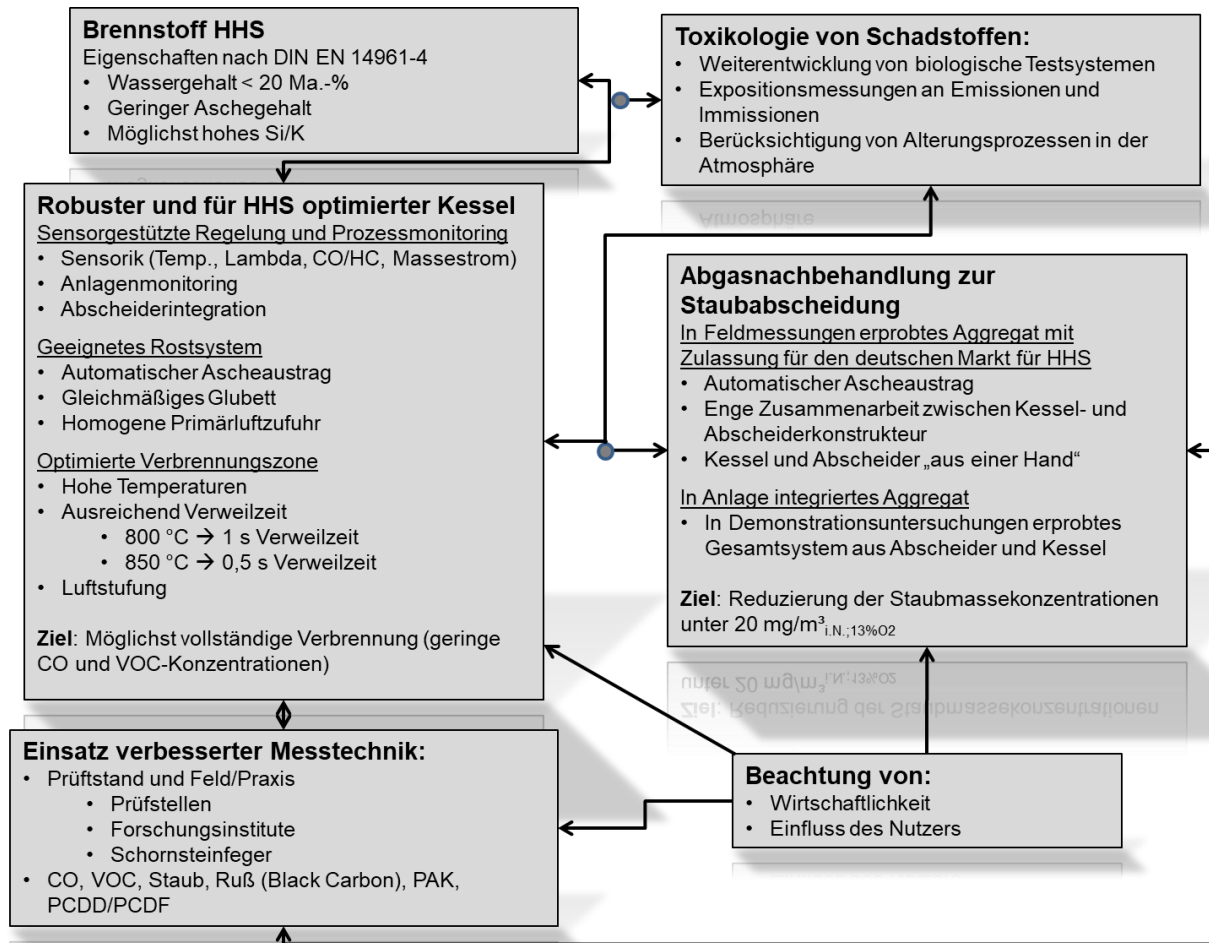 Brennstoff HHS
Eigenschaften nach DIN EN 14961-4
• Wassergehalt < 20 Ma.-%
• Geringer Aschegehalt
• Möglichst hohes Si/K
Toxikologie von Schadstoffen:
• Weiterentwicklung von biologische Testsystemen
• Expositionsmessungen an Emissionen und
Immissionen
• Berücksichtigung von Alterungsprozessen in der
Atmosphäre
Robuster und für HHS optimierter Kessel
Sensorgestützte Regelung und Prozessmonitoring
• Sensorik (Temp., Lambda, CO/HC, Massestrom)
• Anlagenmonitoring
• Abscheiderintegration
Geeignetes Rostsystem
• Automatischer Ascheaustrag
• Gleichmäßiges Glubett
• Homogene Primärluftzufuhr
Optimierte Verbrennungszone
• Hohe Temperaturen
• Ausreichend Verweilzeit
• 800 °C → 1 s Verweilzeit
• 850 °C → 0,5 s Verweilzeit
• Luftstufung
Ziel: Möglichst vollständige Verbrennung (geringe
CO und VOC-Konzentrationen)
Abgasnachbehandlung zur
Staubabscheidung
In Feldmessungen erprobtes Aggregat mit
Zulassung für den deutschen Markt für HHS
• Automatischer Ascheaustrag
• Enge Zusammenarbeit zwischen Kessel- und
Abscheiderkonstrukteur
• Kessel und Abscheider „aus einer Hand“
In Anlage integriertes Aggregat
• In Demonstrationsuntersuchungen erprobtes
Gesamtsystem aus Abscheider und Kessel
Ziel: Reduzierung der Staubmassekonzentrationen
unter 20 mg/m³i.N.;13%O2
Einsatz verbesserter Messtechnik:
• Prüftstand und Feld/Praxis
• Prüfstellen
• Forschungsinstitute
• Schornsteinfeger
• CO, VOC, Staub, Ruß (Black Carbon), PAK,
PCDD/PCDF
Beachtung von:
• Wirtschaftlichkeit
• Einfluss des Nutzers